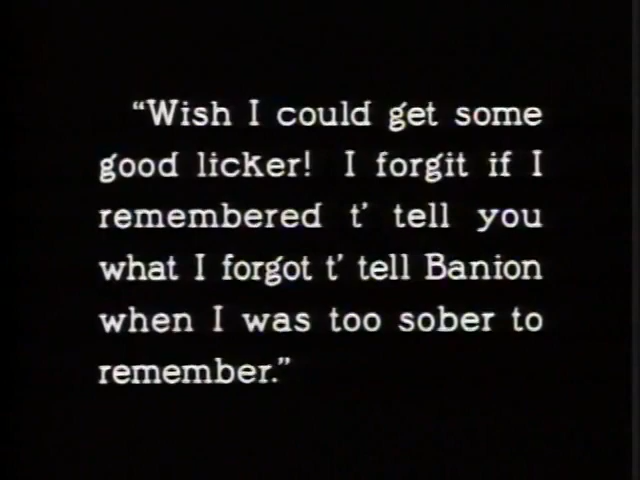 “Wish I could get some
good licker! I forgit if I
remembered t’ tell you
what I forgot t’ tell Banion
when I was too sober to
remember.”